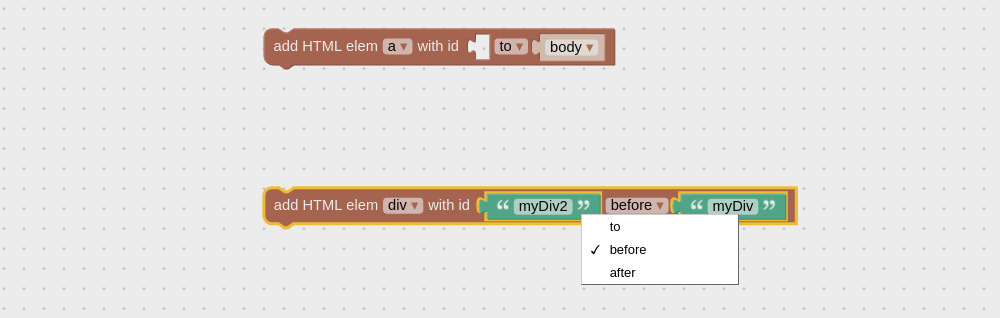 add HTML elem a ▾ with id to ▾ body ▾
add HTML elem div ▾ with id “ myDiv2 ” before ▾ “ myDiv ”
to
✓ before
after